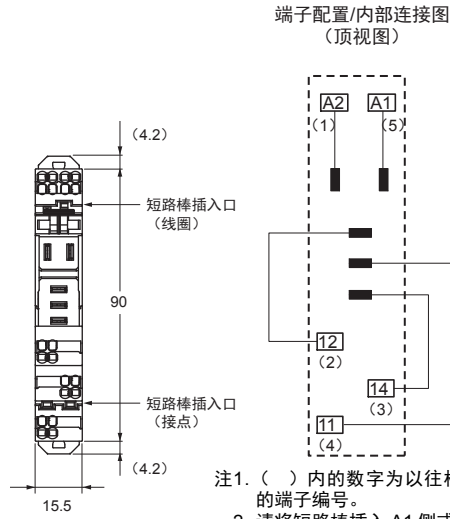 端子配置/内部连接图
（顶视图）
A2 A1
(1) (5)
(4.2)
短路棒插入口
（线圈）
90
12
(2)
14
(3)
短路棒插入口
（接点）
11
(4)
(4.2)
15.5
注1.（ ）内的数字为以往
的端子编号。